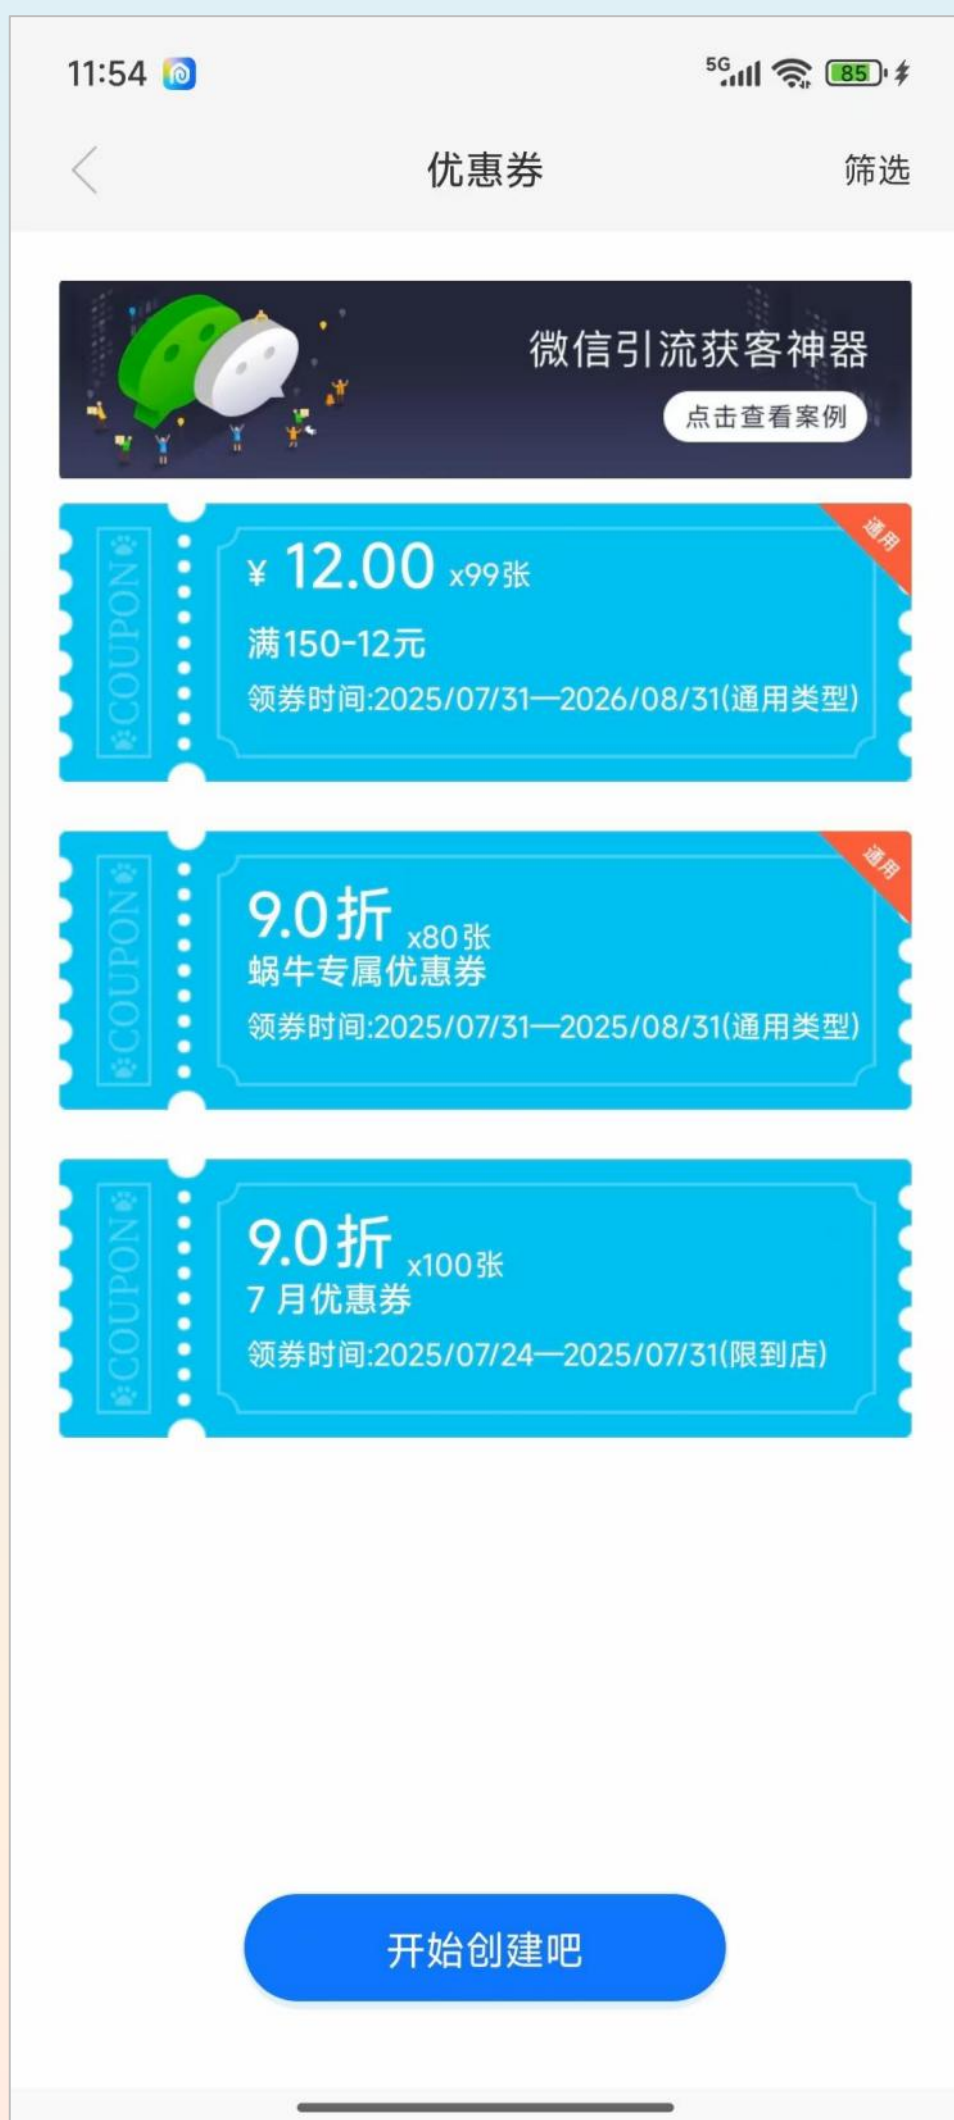 11:54
5G
85
优惠券
筛选
微信引流获客神器
点击查看案例
COUPON
通用
¥ 12.00 x99张
满150-12元
领券时间:2025/07/31—2026/08/31(通用类型)
COUPON
通用
9.0折 x80张
蜗牛专属优惠券
领券时间:2025/07/31—2025/08/31(通用类型)
COUPON
9.0折 x100张
7 月优惠券
领券时间:2025/07/24—2025/07/31(限到店)
开始创建吧